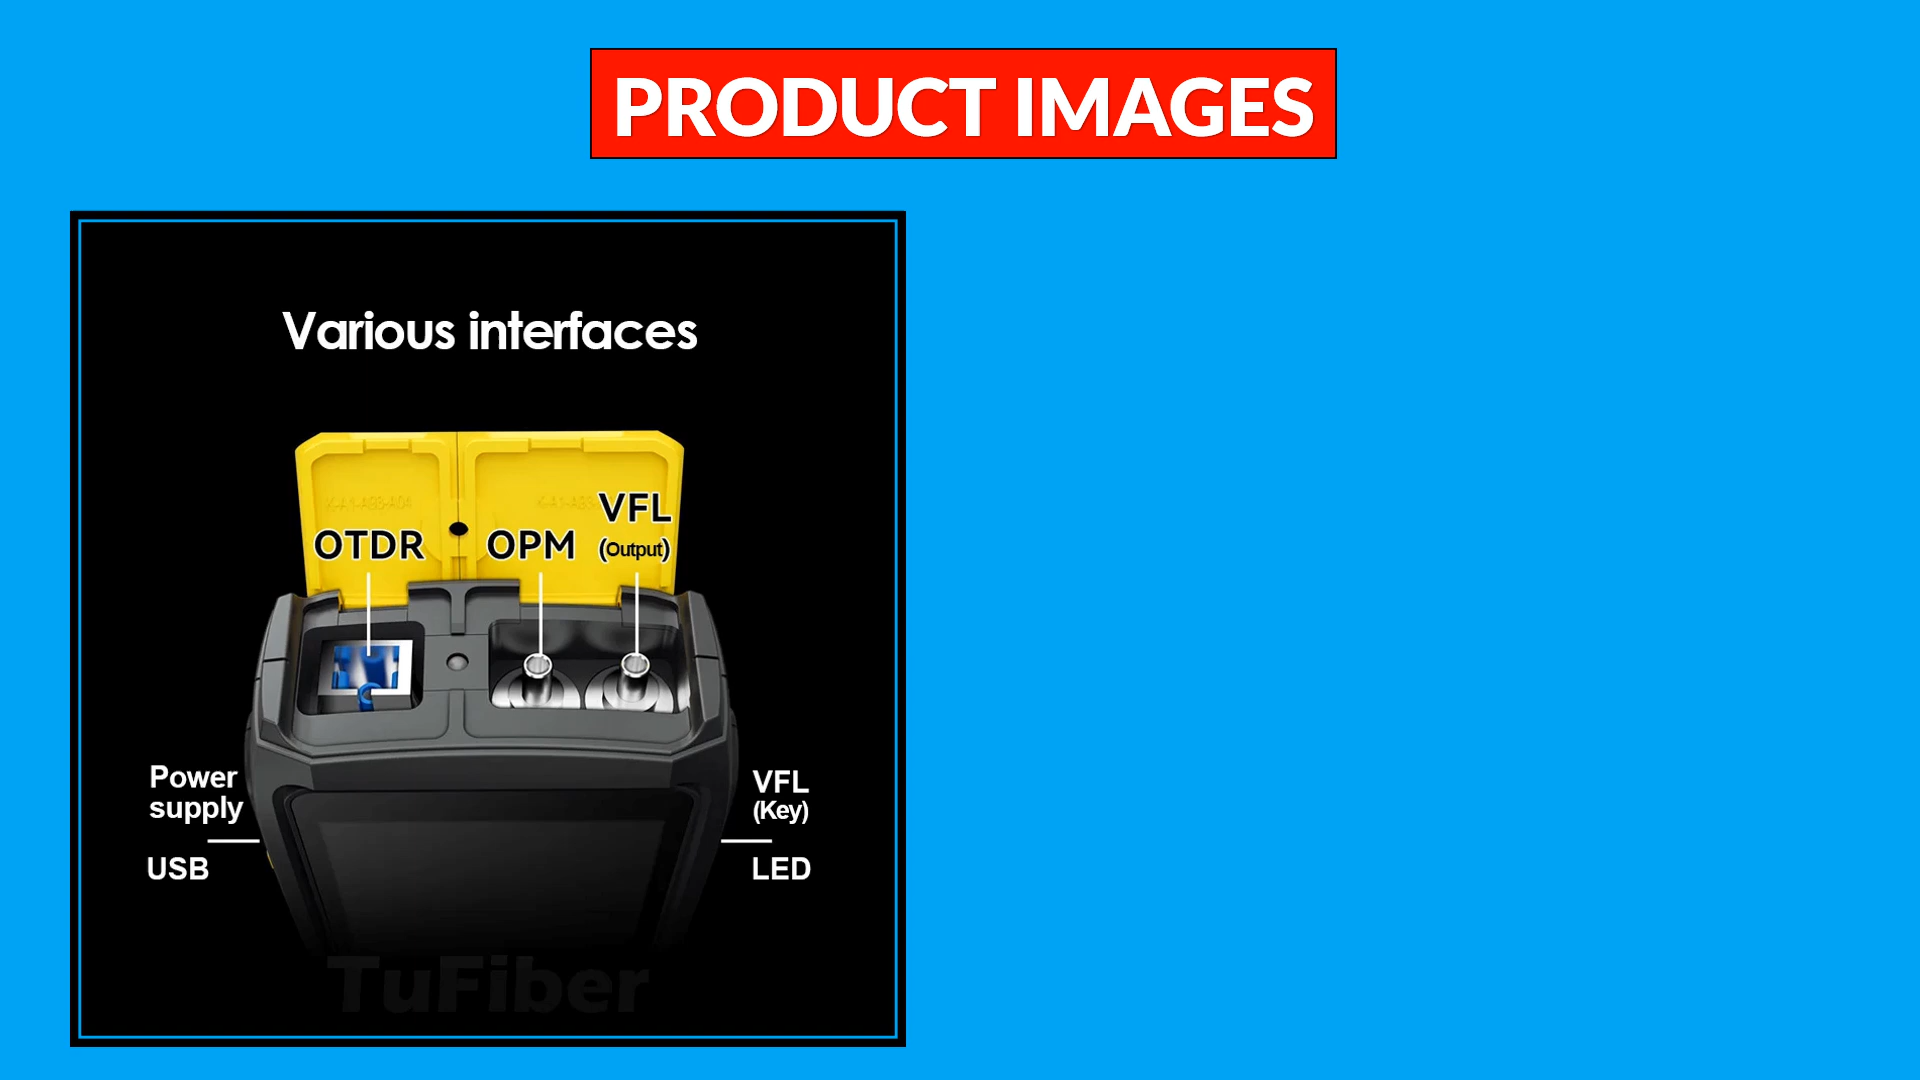 PRODUCT IMAGES
Various interfaces
VFL
OTDR
OPM
(Output)
Power
supply
USB
VFL
(Key)
LED
TuFiber